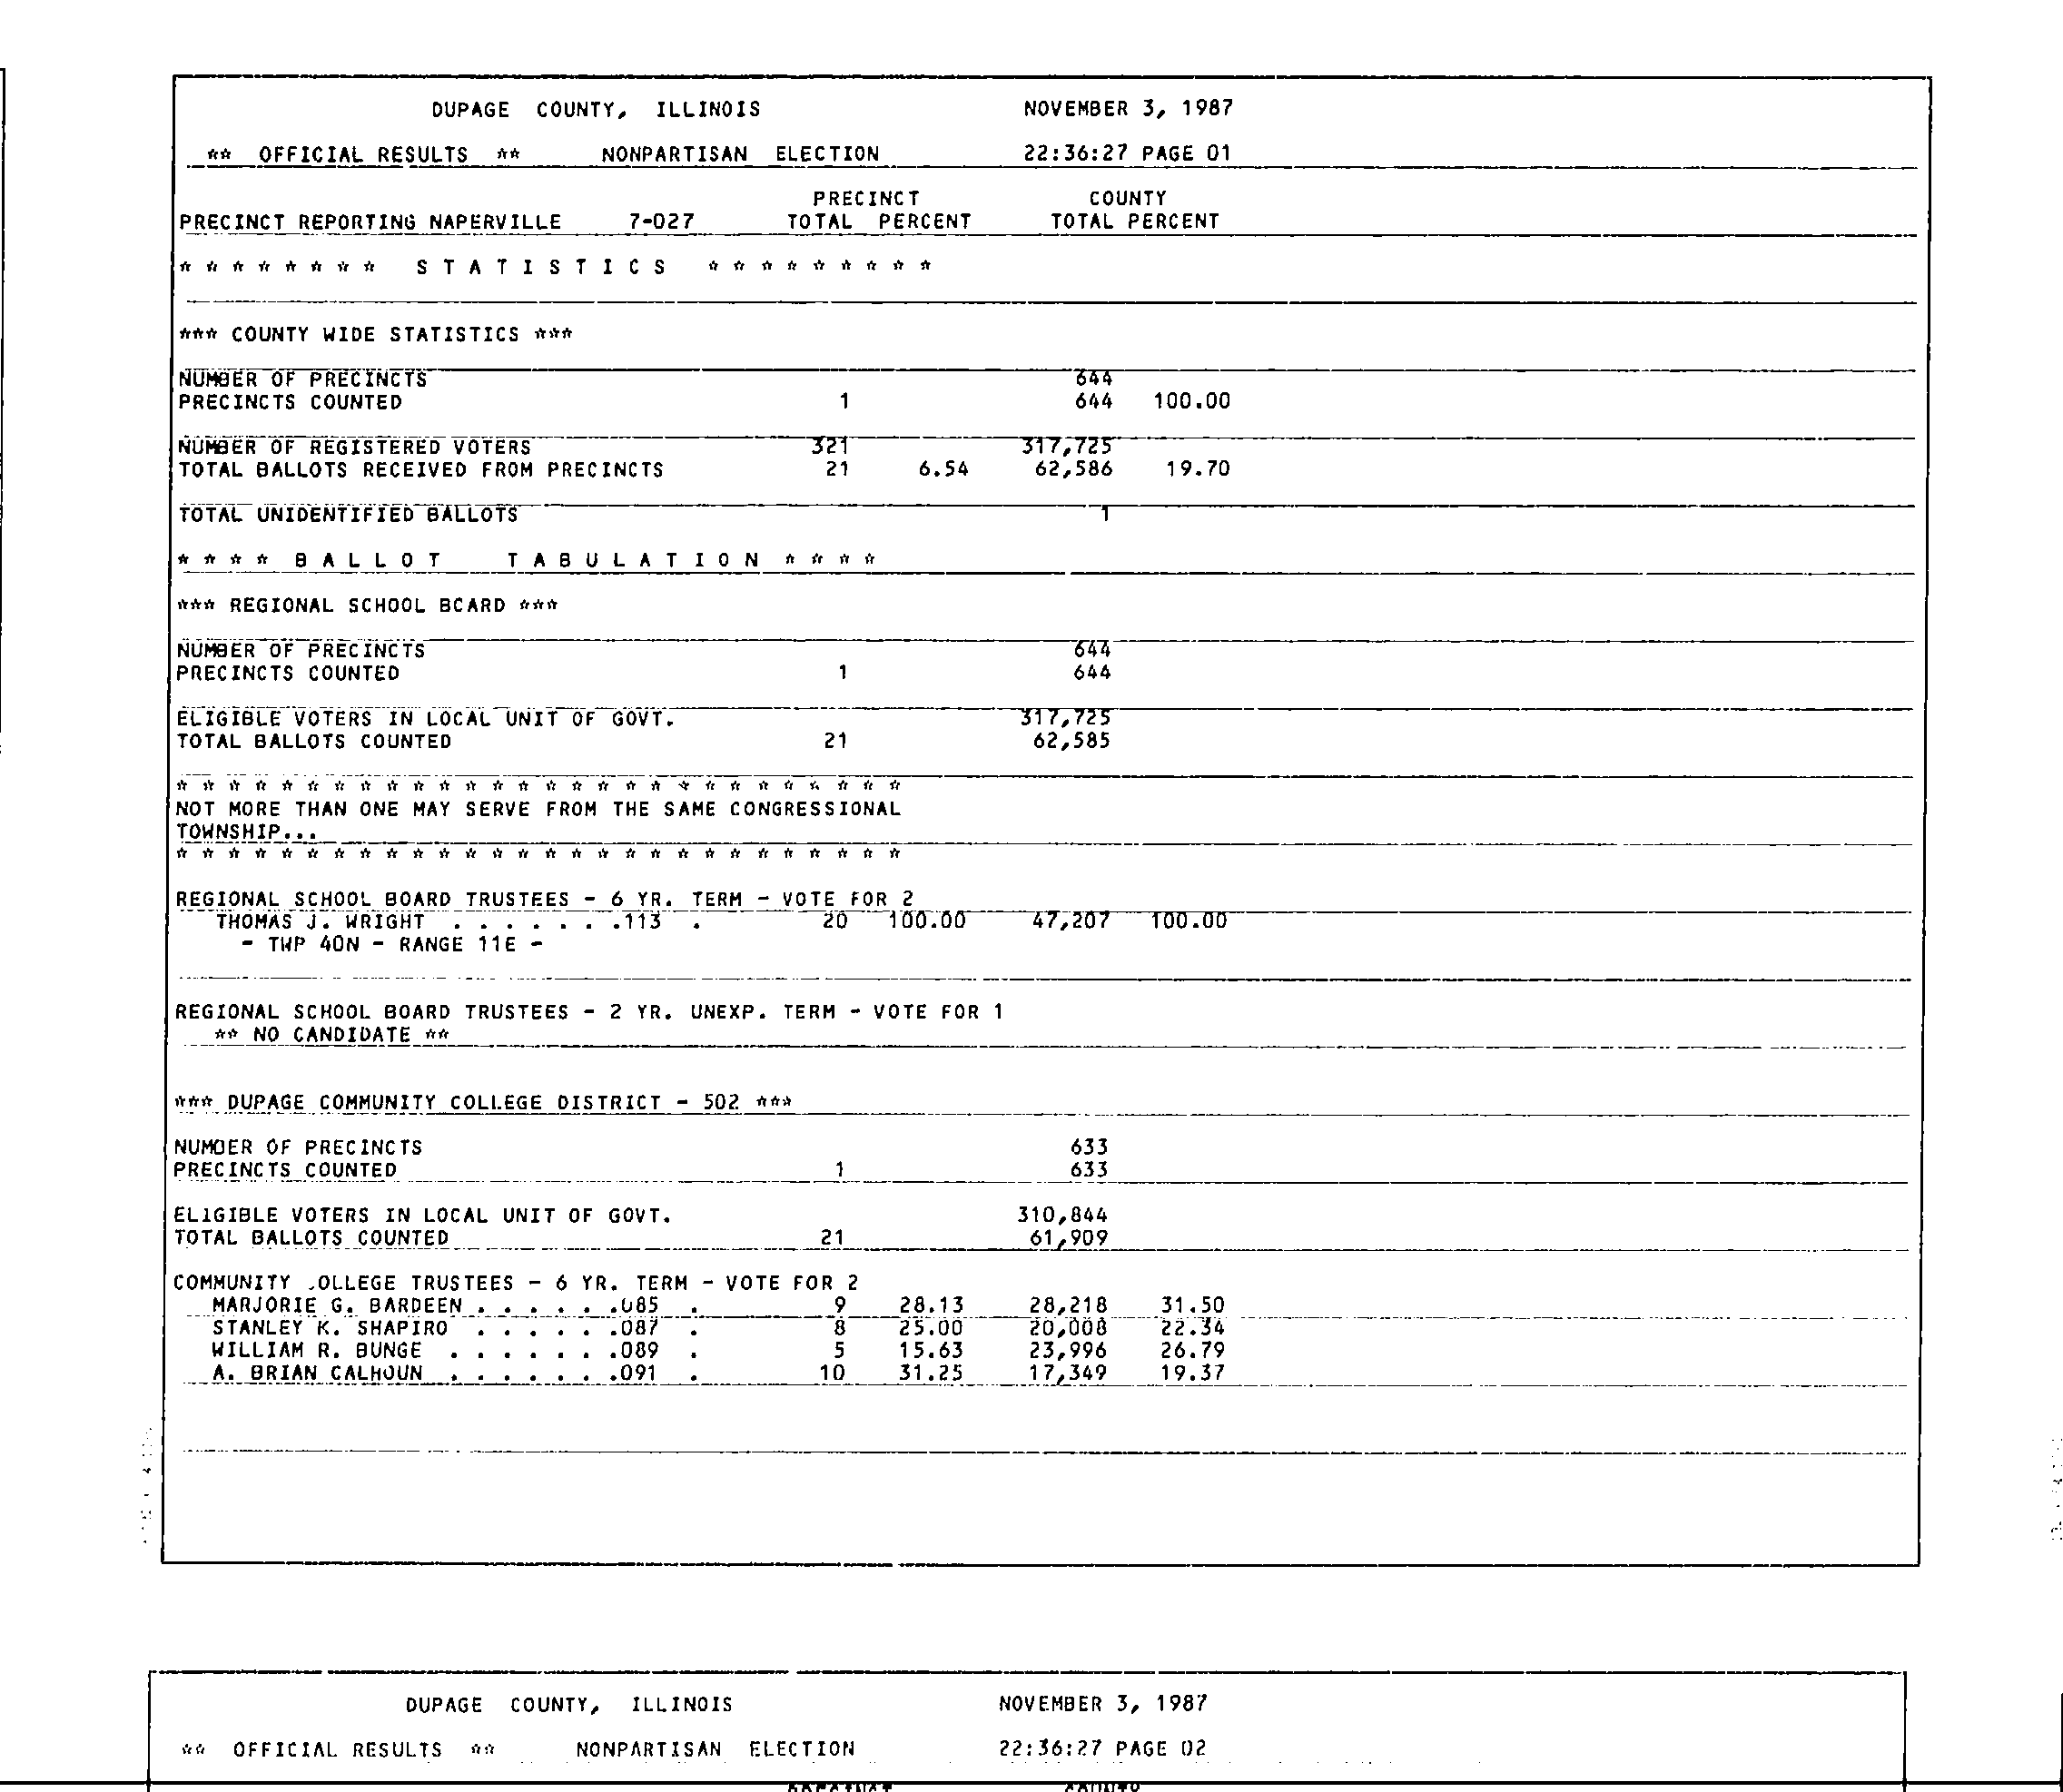 DUPAGE COUNTY, ILLINOIS NOVEMBER 3, 1987
** OFFICIAL RESULTS ** NONPARTISAN ELECTION 22:36:27 PAGE 01
PRECINCT COUNTY
PRECINCT REPORTING NAPERVILLE 7-027 TOTAL PERCENT TOTAL PERCENT
* * * * * * * * S T A T I S T I C S * * * * * * * * *
*** COUNTY WIDE STATISTICS ***
NUMBER OF PRECINCTS 644
PRECINCTS COUNTED 1 644 100.00
NUMBER OF REGISTERED VOTERS 321 317,725
TOTAL BALLOTS RECEIVED FROM PRECINCTS 21 6.54 62,586 19.70
TOTAL UNIDENTIFIED BALLOTS 1
* * * * B A L L O T T A B U L A T I O N * * * *
*** REGIONAL SCHOOL BOARD ***
NUMBER OF PRECINCTS 644
PRECINCTS COUNTED 1 644
ELIGIBLE VOTERS IN LOCAL UNIT OF GOVT. 317,725
TOTAL BALLOTS COUNTED 21 62,585
* * * * * * * * * * * * * * * * * * * * * * * * * * * *
NOT MORE THAN ONE MAY SERVE FROM THE SAME CONGRESSIONAL
TOWNSHIP...
* * * * * * * * * * * * * * * * * * * * * * * * * * * *
REGIONAL SCHOOL BOARD TRUSTEES - 6 YR. TERM - VOTE FOR 2
THOMAS J. WRIGHT . . . . . . .113 . 20 100.00 47,207 100.00
- TWP 40N - RANGE 11E -
REGIONAL SCHOOL BOARD TRUSTEES - 2 YR. UNEXP. TERM - VOTE FOR 1
** NO CANDIDATE **
*** DUPAGE COMMUNITY COLLEGE DISTRICT - 502 ***
NUMBER OF PRECINCTS 633
PRECINCTS COUNTED 1 633
ELIGIBLE VOTERS IN LOCAL UNIT OF GOVT. 310,844
TOTAL BALLOTS COUNTED 21 61,909
COMMUNITY .OLLEGE TRUSTEES - 6 YR. TERM - VOTE FOR 2
MARJORIE G. BARDEEN . . . . . .085 . 9 28.13 28,218 31.50
STANLEY K. SHAPIRO . . . . . .087 . 8 25.00 20,008 22.34
WILLIAM R. BUNGE . . . . . . .089 . 5 15.63 23,996 26.79
A. BRIAN CALHOUN . . . . . . .091 . 10 31.25 17,349 19.37
DUPAGE COUNTY, ILLINOIS NOVEMBER 3, 1987
** OFFICIAL RESULTS ** NONPARTISAN ELECTION 22:36:27 PAGE 02